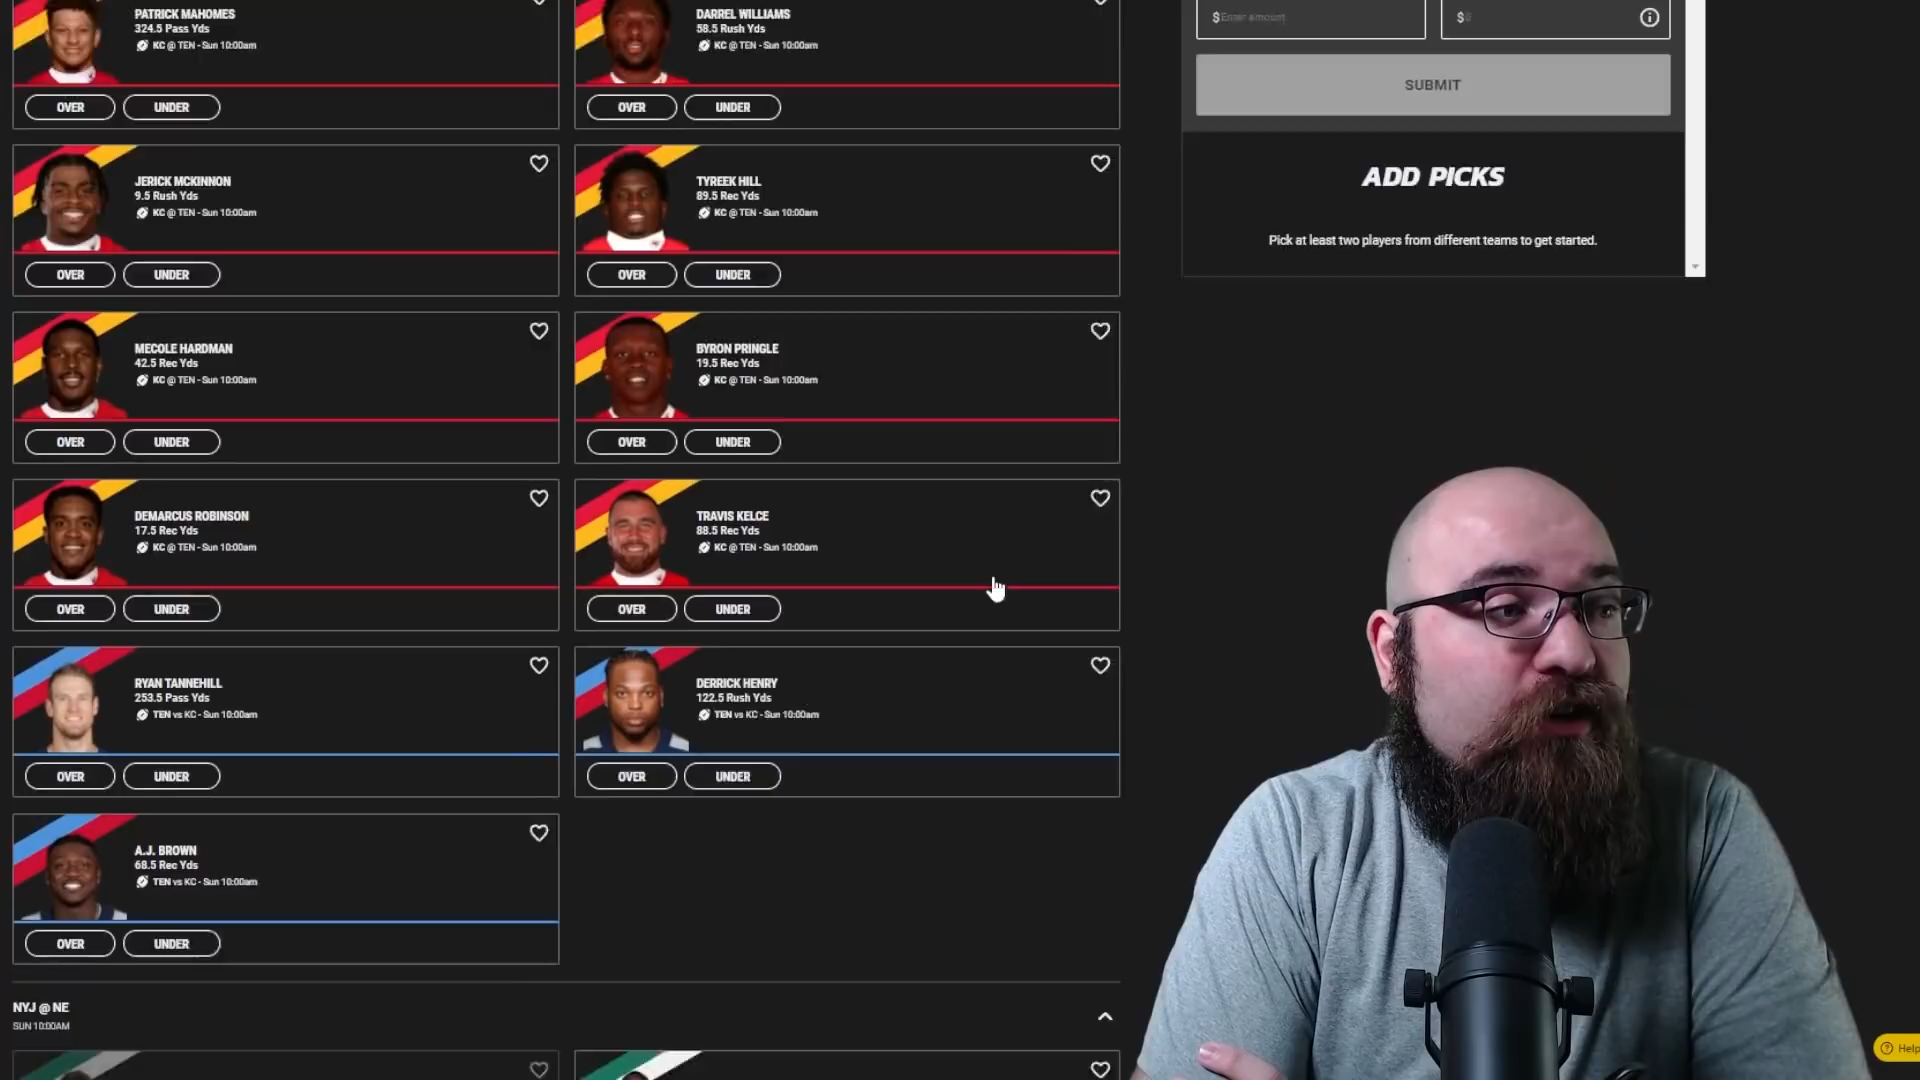 PATRICK MAHOMES
324.5 Pass Yds
KC @ TEN - Sun 10:00am
OVER UNDER
DARREL WILLIAMS
58.5 Rush Yds
KC @ TEN - Sun 10:00am
OVER UNDER
JERICK MCKINNON
9.5 Rush Yds
KC @ TEN - Sun 10:00am
OVER UNDER
TYREEK HILL
89.5 Rec Yds
KC @ TEN - Sun 10:00am
OVER UNDER
MECOLE HARDMAN
42.5 Rec Yds
KC @ TEN - Sun 10:00am
OVER UNDER
BYRON PRINGLE
19.5 Rec Yds
KC @ TEN - Sun 10:00am
OVER UNDER
DEMARCUS ROBINSON
17.5 Rec Yds
KC @ TEN - Sun 10:00am
OVER UNDER
TRAVIS KELCE
88.5 Rec Yds
KC @ TEN - Sun 10:00am
OVER UNDER
RYAN TANNEHILL
253.5 Pass Yds
TEN vs KC - Sun 10:00am
OVER UNDER
DERRICK HENRY
122.5 Rush Yds
TEN vs KC - Sun 10:00am
OVER UNDER
A.J. BROWN
68.5 Rec Yds
TEN vs KC - Sun 10:00am
OVER UNDER
NYJ @ NE
SUN 10:00AM
$ Enter amount
$0
SUBMIT
ADD PICKS
Pick at least two players from different teams to get started.
Help